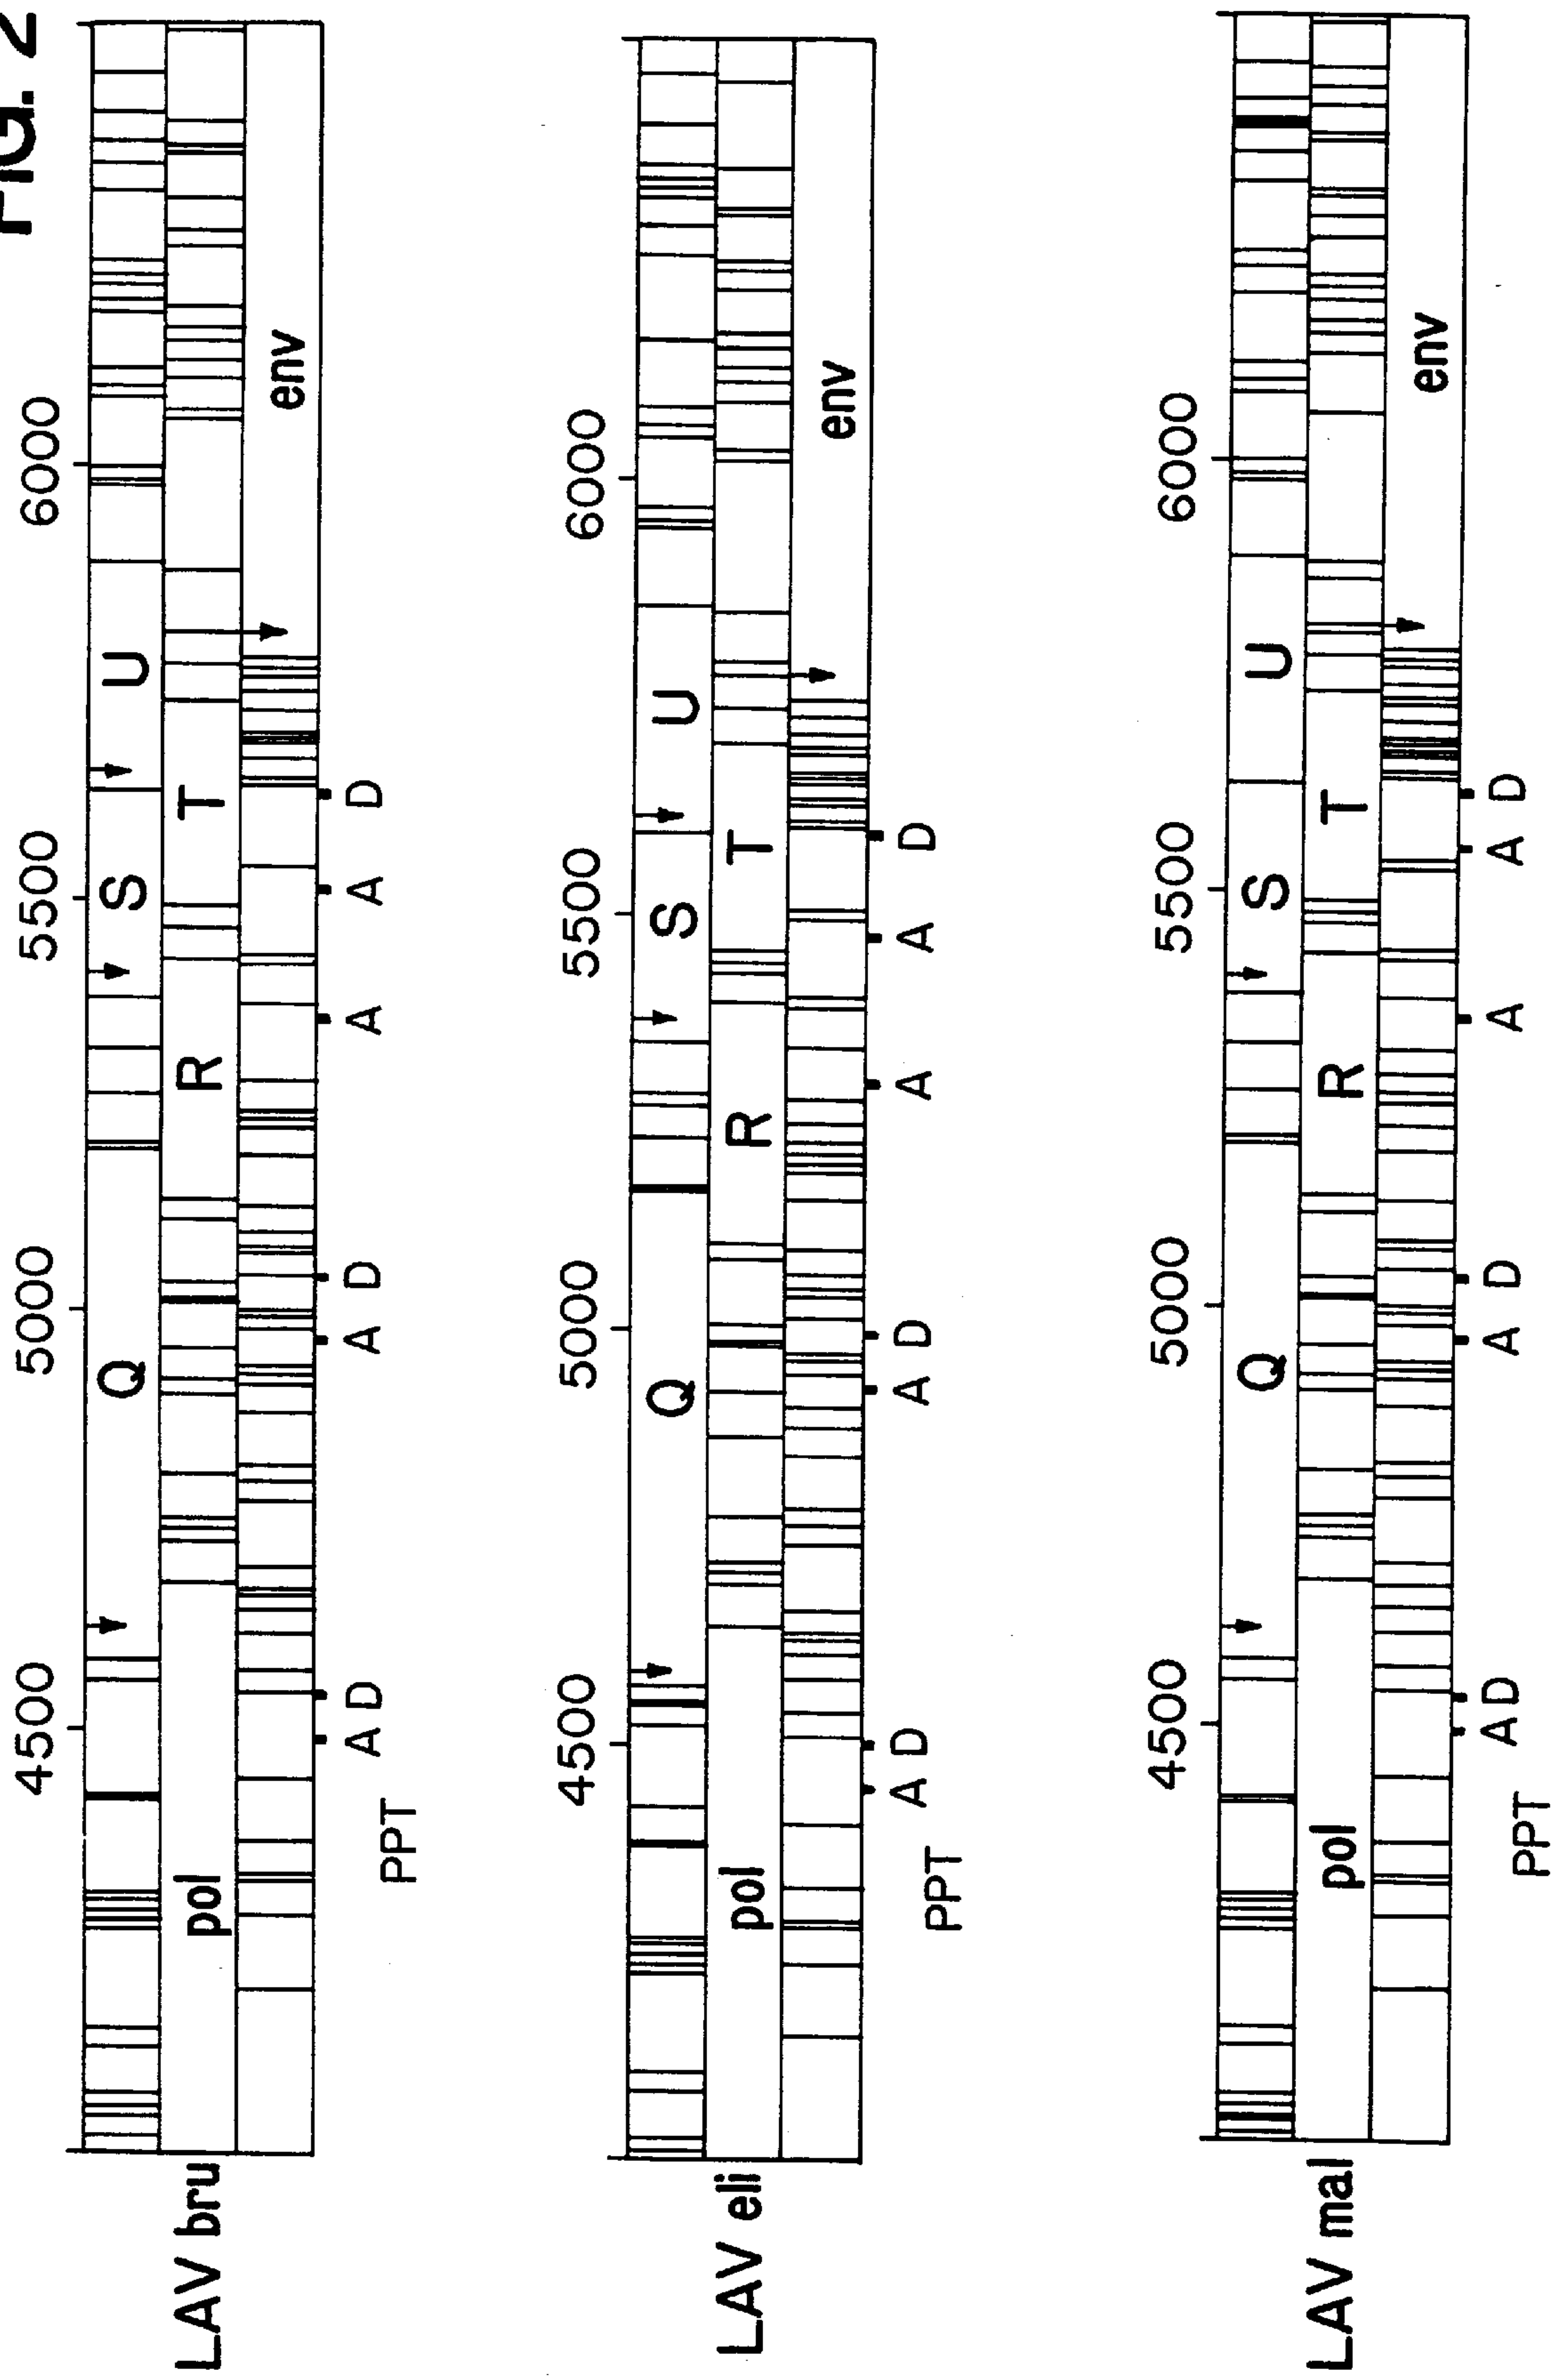 FIG. 2
4500 5000 5500 6000
Q S U
LAV bru pol R T
env
A D A D A A D
PPT
4500 5000 5500 6000
Q S U
LAV eli pol R T
env
A D A D A A D
PPT
4500 5000 5500 6000
Q S U
LAV mal pol R T
env
A D A D A A D
PPT